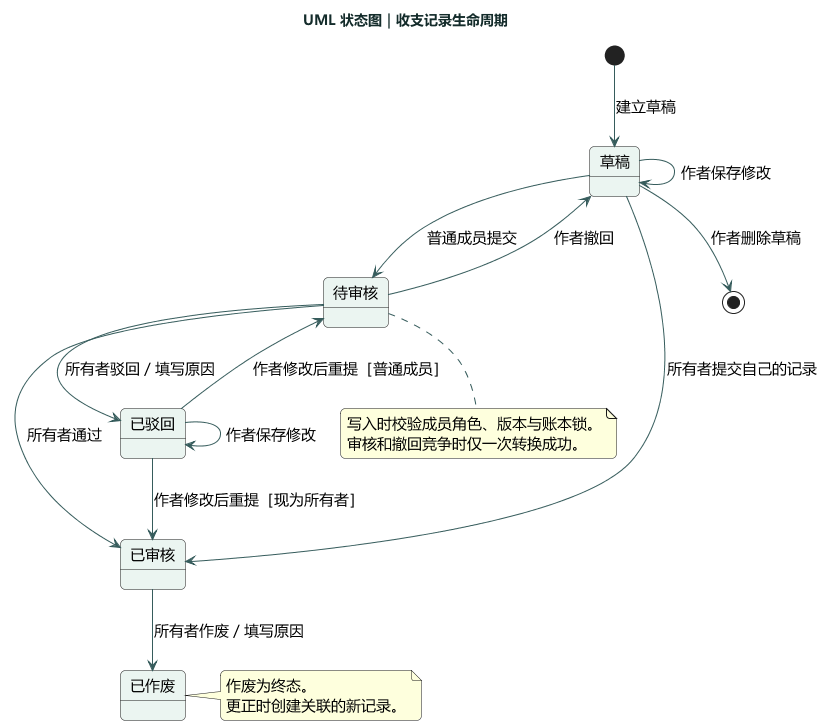 UML 状态图 | 收支记录生命周期
建立草稿
草稿
作者保存修改
普通成员提交
作者撤回
作者删除草稿
待审核
所有者驳回 / 填写原因
作者修改后重提 [普通成员]
所有者提交自己的记录
已驳回
作者保存修改
写入时校验成员角色、版本与账本锁。
审核和撤回竞争时仅一次转换成功。
所有者通过
作者修改后重提 [现为所有者]
已审核
所有者作废 / 填写原因
已作废
作废为终态。
更正时创建关联的新记录。